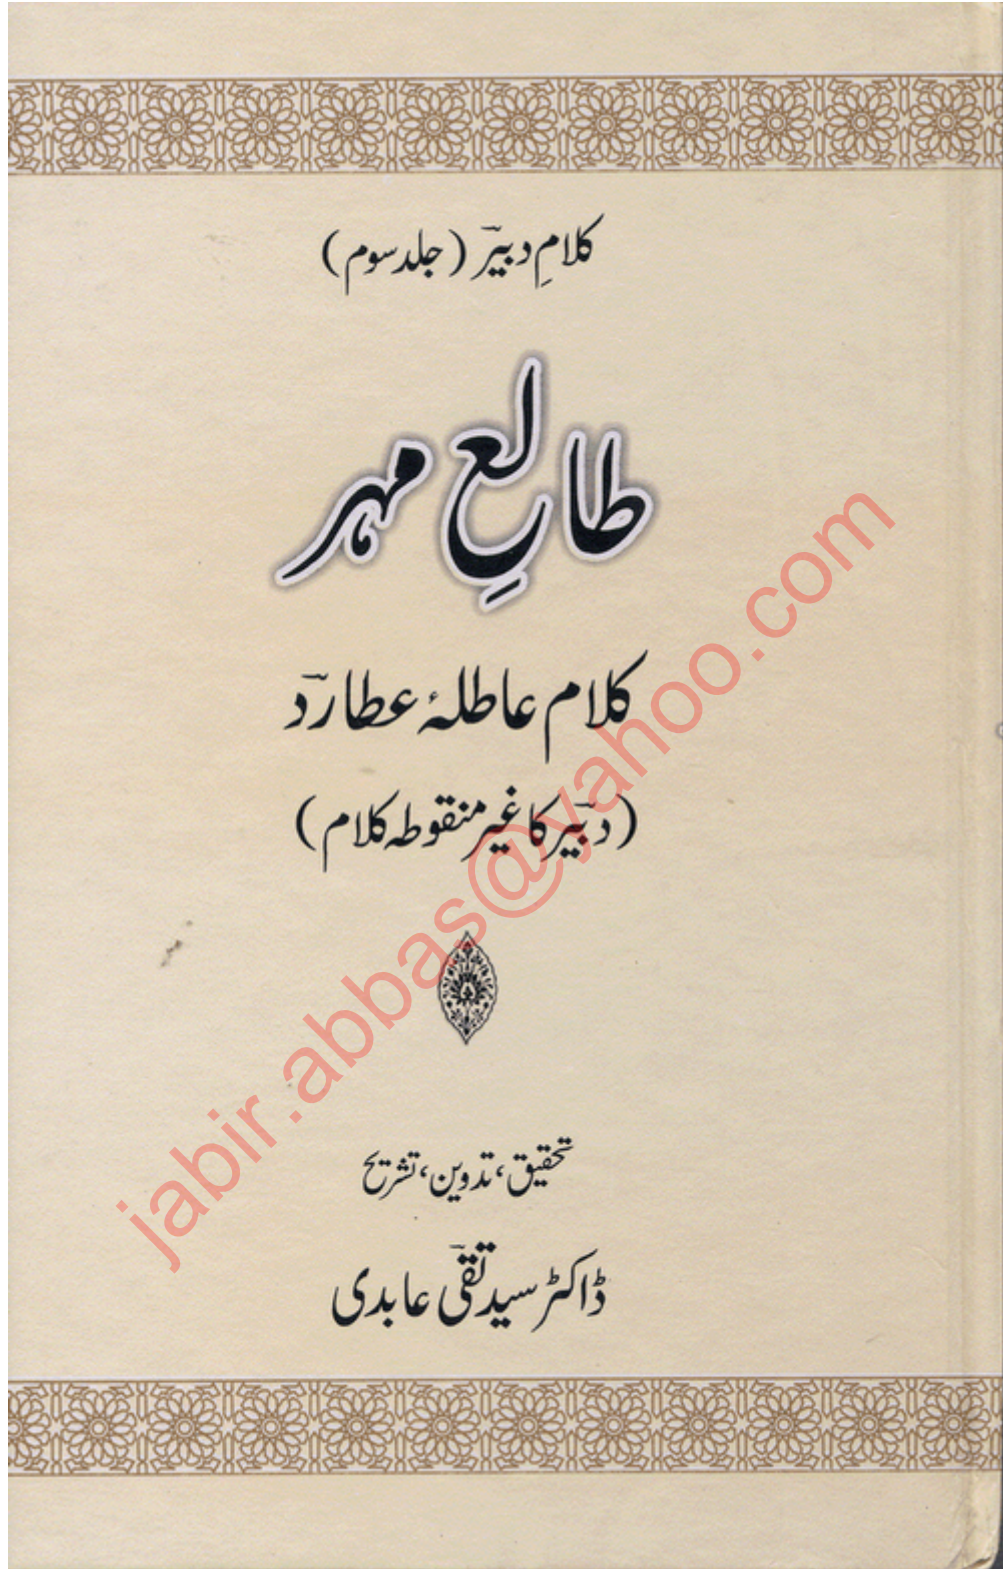 کلامِ دبیرؔ (جلد سوم)
طالعِ مہر
کلام عاطلۂ عطاردؔ
(دبیرؔ کا غیر منقوطہ کلام)
jabir.abbas@yahoo.com
تحقیق، تدوین، تشریح
ڈاکٹر سید تقیؔ عابدی